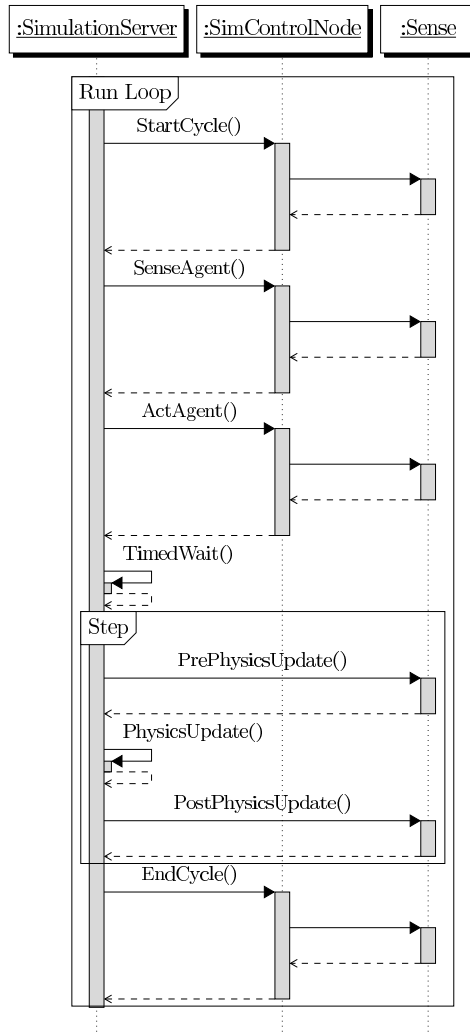 :SimulationServer :SimControlNode :Sense
Run Loop
StartCycle()
SenseAgent()
ActAgent()
TimedWait()
Step
PrePhysicsUpdate()
PhysicsUpdate()
PostPhysicsUpdate()
EndCycle()